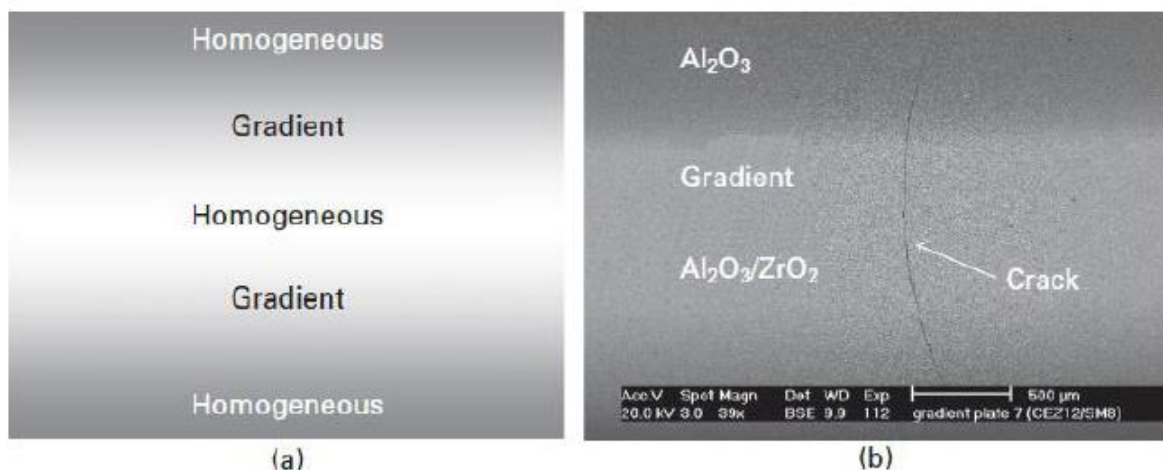 Homogeneous
Gradient
Homogeneous
Gradient
Homogeneous
(a)
Al₂O₃
Gradient
Al₂O₃/ZrO₂
Crack
Acc.V Spot Magn Det WD Exp 500 µm
20.0 kV 3.0 39x BSE 9.9 112 gradient plate 7 (CEZ12/SM8)
(b)